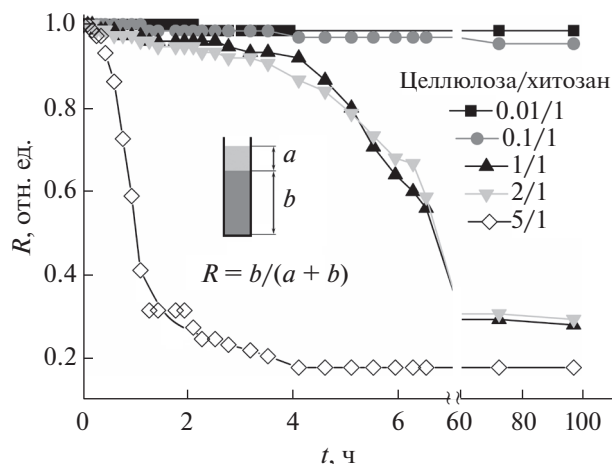 1.0
0.8
0.6
0.4
0.2
R, отн. ед.
Целлюлоза/хитозан
0.01/1
0.1/1
1/1
2/1
5/1
a
b
R = b/(a + b)
0 2 4 6 60 80 100
t, ч